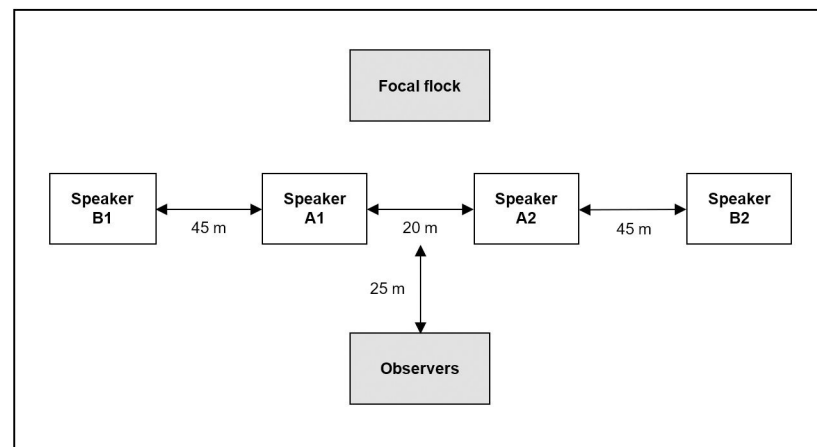 Focal flock
Speaker
B1
45 m
Speaker
A1
20 m
Speaker
A2
45 m
Speaker
B2
25 m
Observers